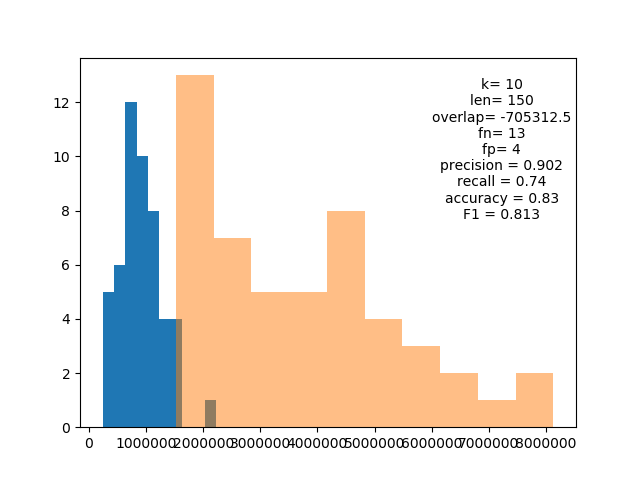 k= 10
len= 150
overlap= -705312.5
fn= 13
fp= 4
precision = 0.902
recall = 0.74
accuracy = 0.83
F1 = 0.813
12
10
8
6
4
2
0
0 1000000 2000000 3000000 4000000 5000000 6000000 7000000 8000000